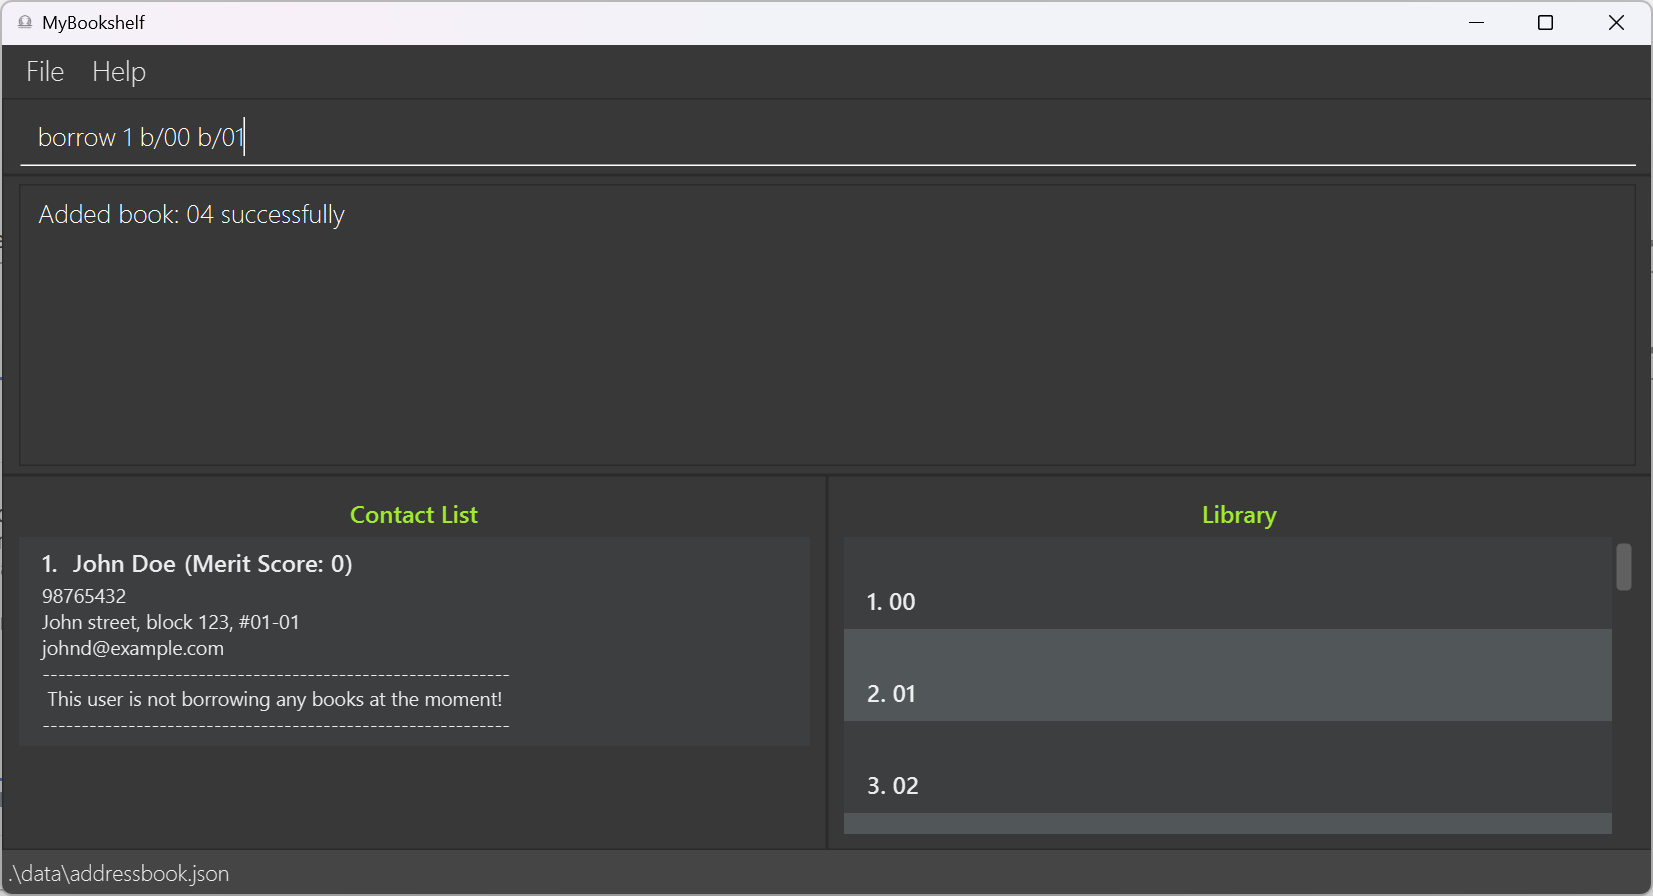 MyBookshelf
File Help
borrow 1 b/00 b/01
Added book: 04 successfully
Contact List
1. John Doe (Merit Score: 0)
98765432
John street, block 123, #01-01
johnd@example.com
------------------------------------------------------------
This user is not borrowing any books at the moment!
------------------------------------------------------------
Library
1. 00
2. 01
3. 02
.\data\addressbook.json